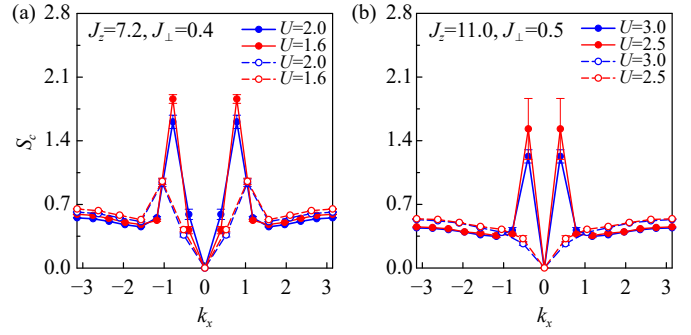 (a)
J_z=7.2, J_⊥=0.4
U=2.0
U=1.6
U=2.0
U=1.6
2.8
2.1
1.4
0.7
0.0
S_c
−3 −2 −1 0 1 2 3
k_x
(b)
J_z=11.0, J_⊥=0.5
U=3.0
U=2.5
U=3.0
U=2.5
2.8
2.1
1.4
0.7
0.0
−3 −2 −1 0 1 2 3
k_x